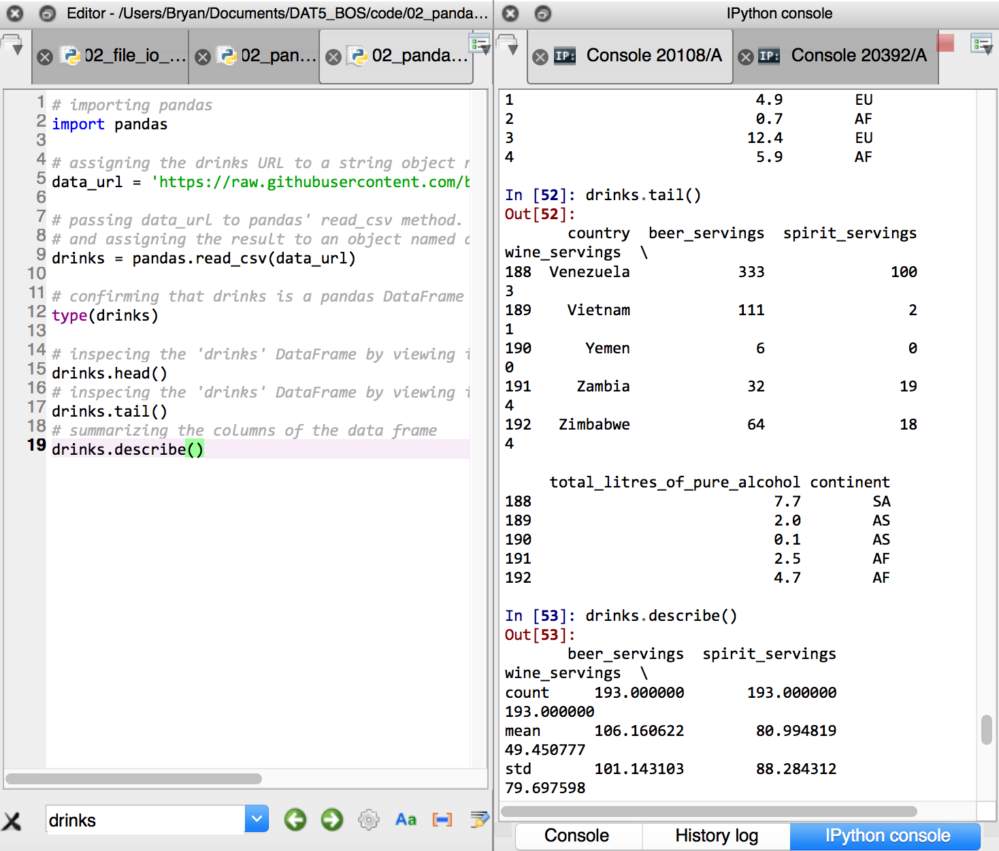 Editor - /Users/Bryan/Documents/DAT5_BOS/code/02_panda...
02_file_io_...
02_pan...
02_panda...
1 # importing pandas
2 import pandas
3
4 # assigning the drinks URL to a string object
5 data_url = 'https://raw.githubusercontent.com/b
6
7 # passing data_url to pandas' read_csv method.
8 # and assigning the result to an object named
9 drinks = pandas.read_csv(data_url)
10
11 # confirming that drinks is a pandas DataFrame
12 type(drinks)
13
14 # inspecing the 'drinks' DataFrame by viewing i
15 drinks.head()
16 # inspecing the 'drinks' DataFrame by viewing i
17 drinks.tail()
18 # summarizing the columns of the data frame
19 drinks.describe()
drinks
Aa
IPython console
IP: Console 20108/A
IP: Console 20392/A
1 4.9 EU
2 0.7 AF
3 12.4 EU
4 5.9 AF
In [52]: drinks.tail()
Out[52]:
country beer_servings spirit_servings
wine_servings \
188 Venezuela 333 100
3
189 Vietnam 111 2
1
190 Yemen 6 0
0
191 Zambia 32 19
4
192 Zimbabwe 64 18
4
total_litres_of_pure_alcohol continent
188 7.7 SA
189 2.0 AS
190 0.1 AS
191 2.5 AF
192 4.7 AF
In [53]: drinks.describe()
Out[53]:
beer_servings spirit_servings
wine_servings \
count 193.000000 193.000000
193.000000
mean 106.160622 80.994819
49.450777
std 101.143103 88.284312
79.697598
Console
History log
IPython console